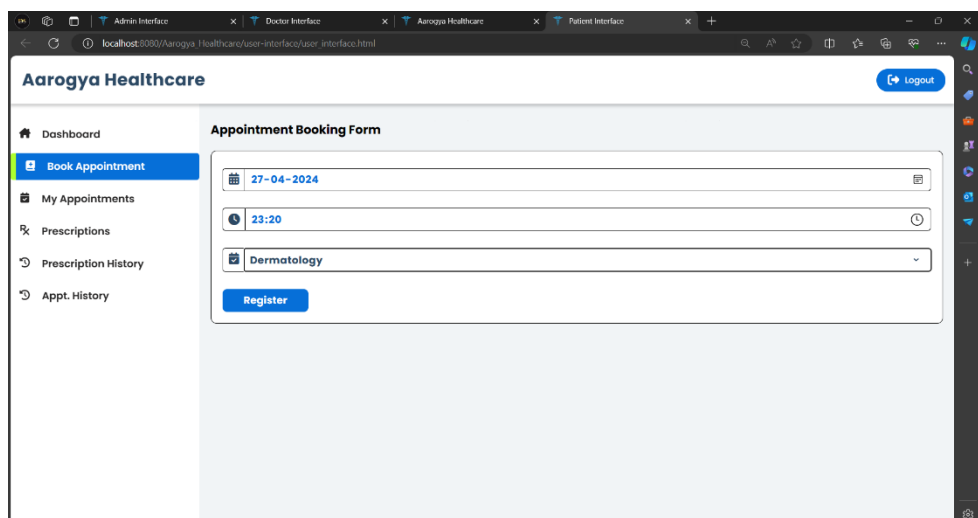 Admin Interface
Doctor Interface
Aarogya Healthcare
Patient Interface
localhost:8080/Aarogya_Healthcare/user-interface/user_interface.html
Aarogya Healthcare
Logout
Dashboard
Book Appointment
My Appointments
Prescriptions
Prescription History
Appt. History
Appointment Booking Form
27-04-2024
23:20
Dermatology
Register